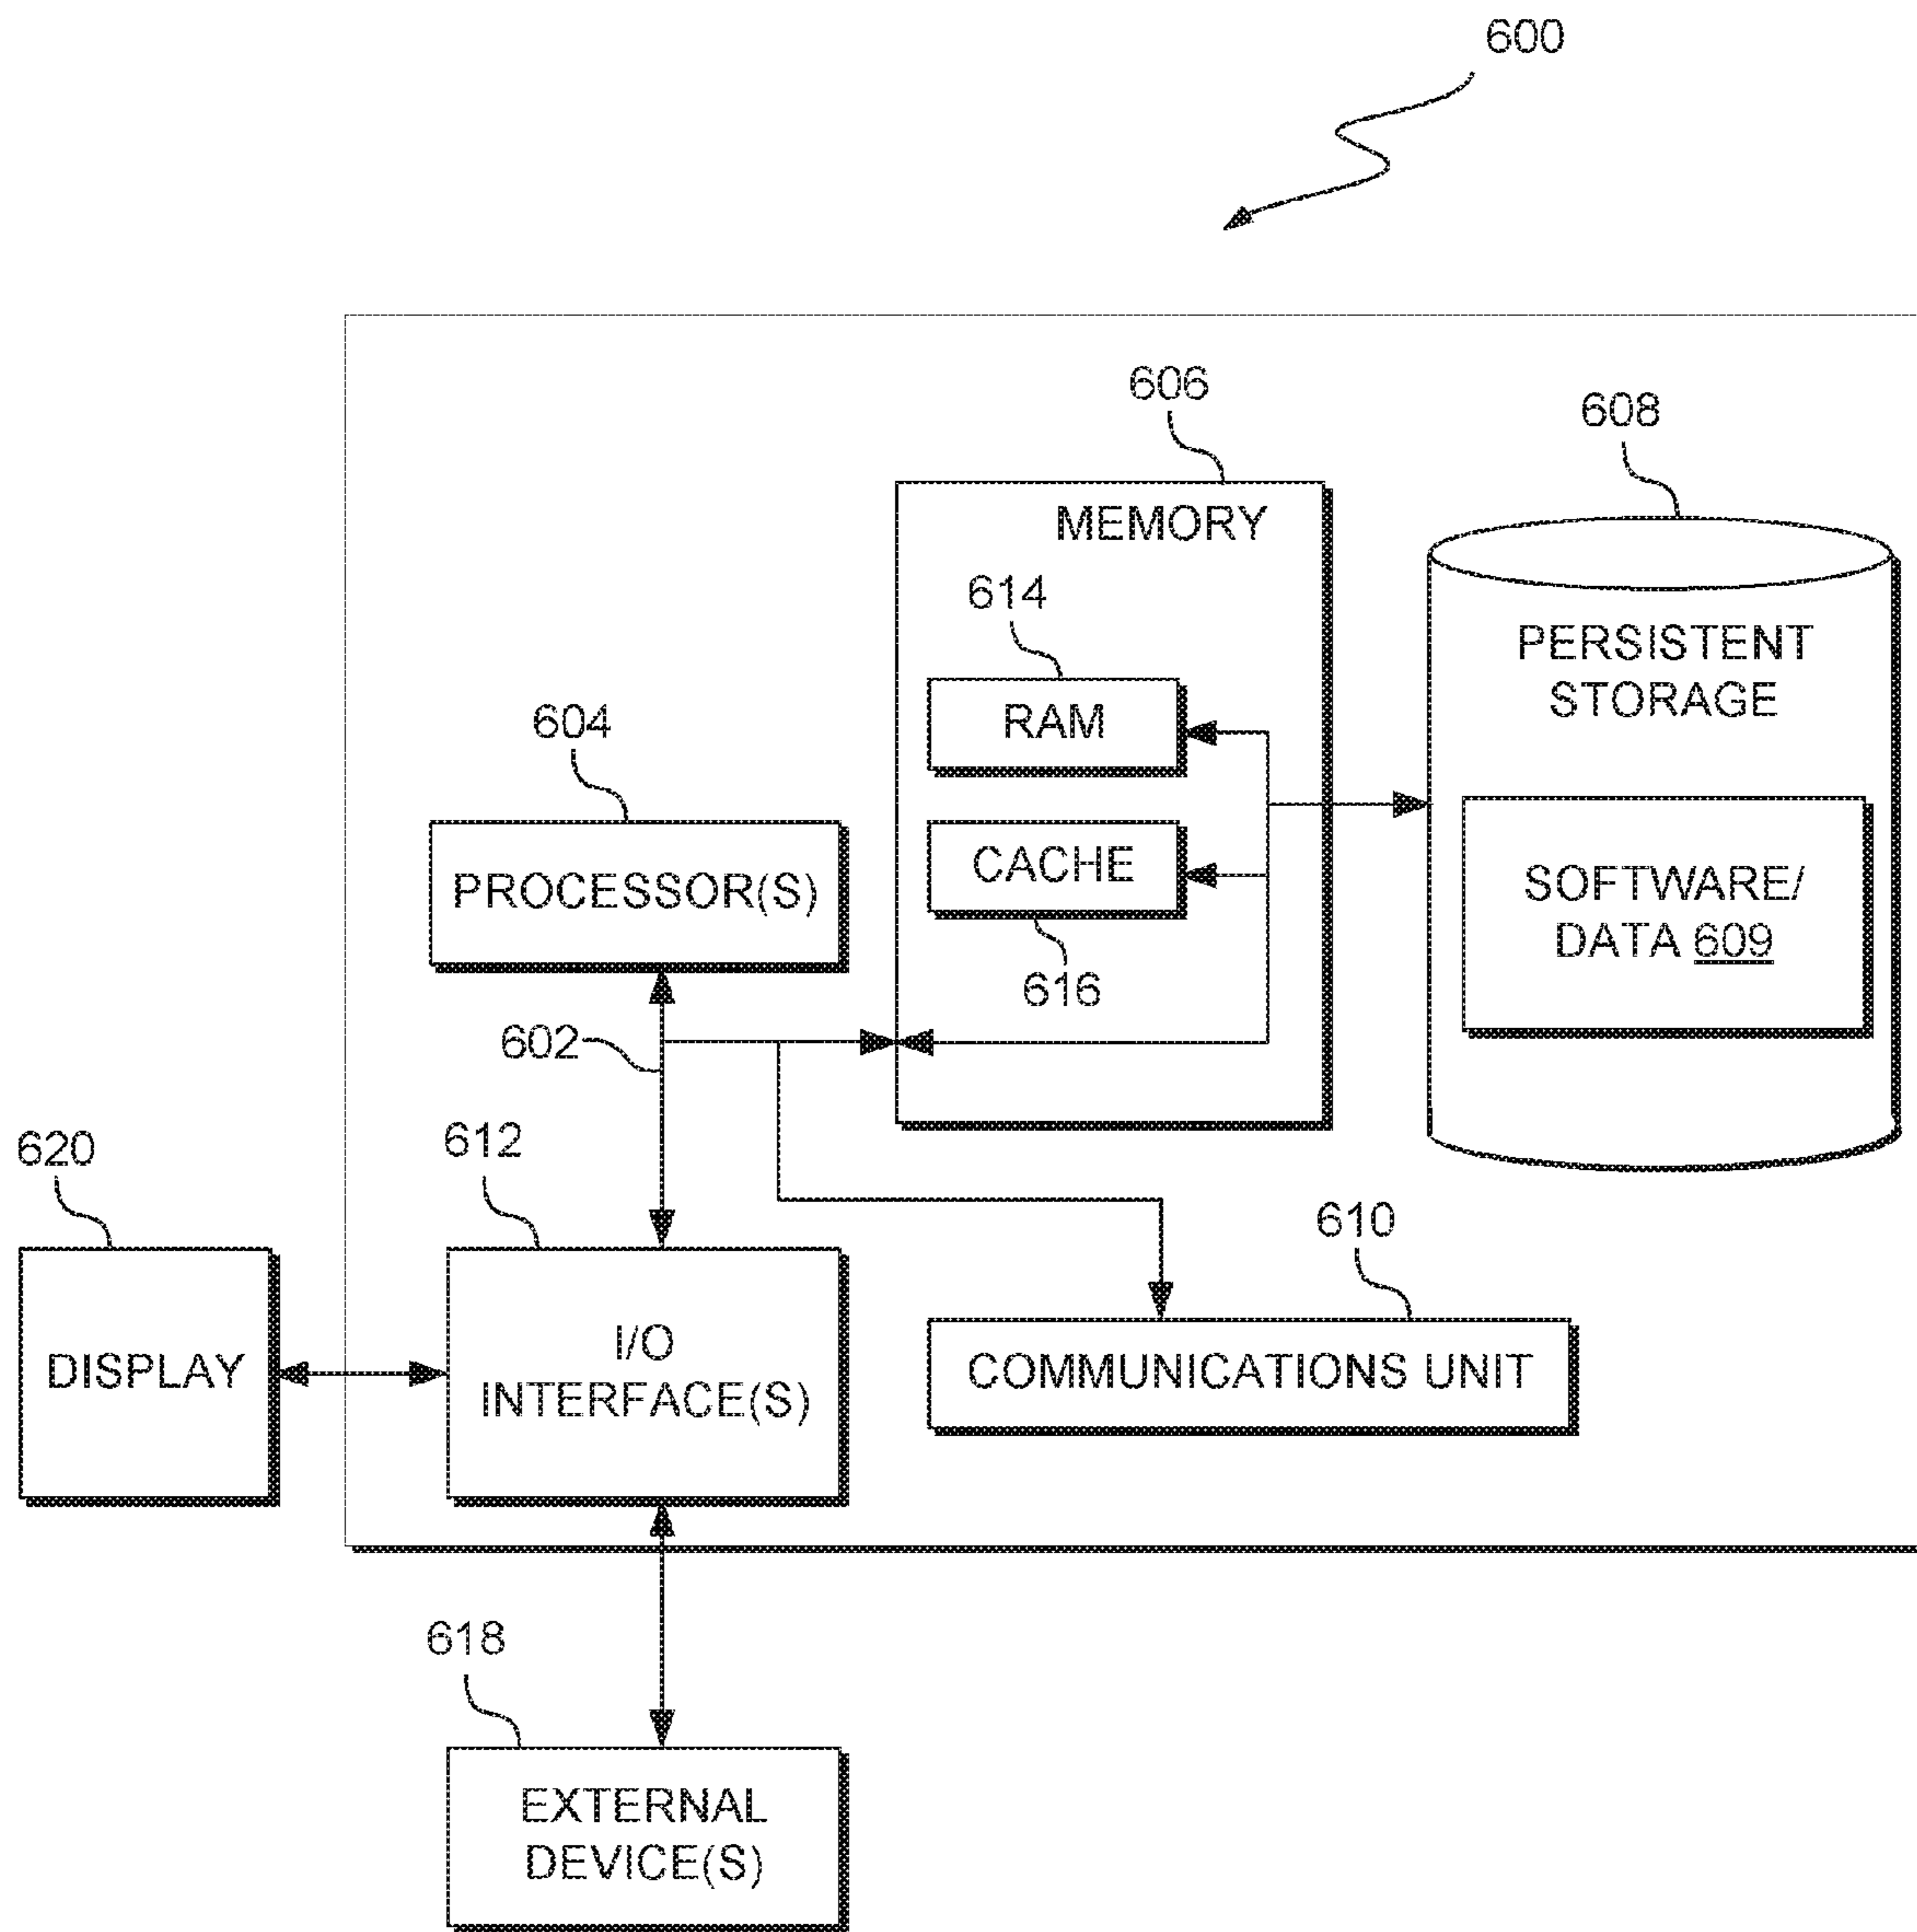 600
606
608
MEMORY
614
PERSISTENT
STORAGE
RAM
604
CACHE
PROCESSOR(S)
SOFTWARE/
DATA 609
616
602
620
612
610
DISPLAY
I/O
INTERFACE(S)
COMMUNICATIONS UNIT
618
EXTERNAL
DEVICE(S)